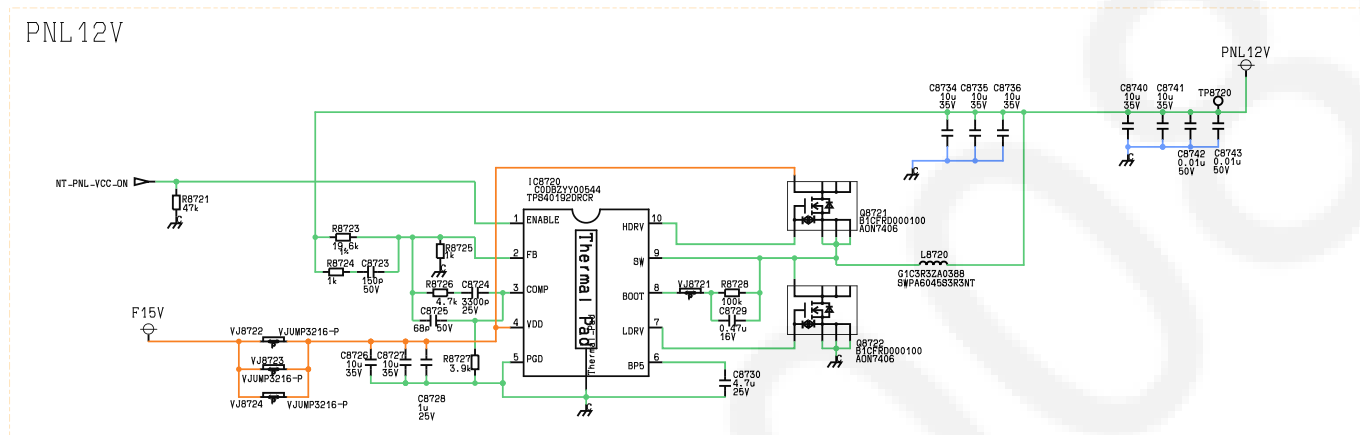 PNL12V
PNL12V
C8734
10u
35V
C8735
10u
35V
C8736
10u
35V
C8740
10u
35V
C8741
10u
35V
TP8720
C8742
0.01u
50V
C8743
0.01u
50V
NT-PNL-VCC-ON
R8721
47k
IC8720
C0DBZYY00544
TPS40192DRCR
1 ENABLE
2 FB
3 COMP
4 VDD
5 PGD
10 HDRV
9 SW
8 BOOT
7 LDRV
6 BP5
Thermal pad
Thermal-Pad
Q8721
B1CFRD000100
AON7406
L8720
G1C3R3ZA0388
SWPA6045S3R3NT
R8723
19.6k
1%
R8724
1k
C8723
150p
50V
R8725
1k
R8726
4.7k
C8724
3300p
25V
C8725
68p 50V
VJ8721
R8728
100k
C8729
0.47u
16V
Q8722
B1CFRD000100
AON7406
F15V
VJ8722
VJUMP3216-P
VJ8723
VJUMP3216-P
VJ8724
VJUMP3216-P
C8726
10u
35V
C8727
10u
35V
C8728
1u
25V
R8727
3.9k
C8730
4.7u
25V